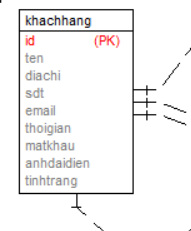 khachhang
id (PK)
ten
diachi
sdt
email
thoigian
matkhau
anhdaidien
tinhtrang